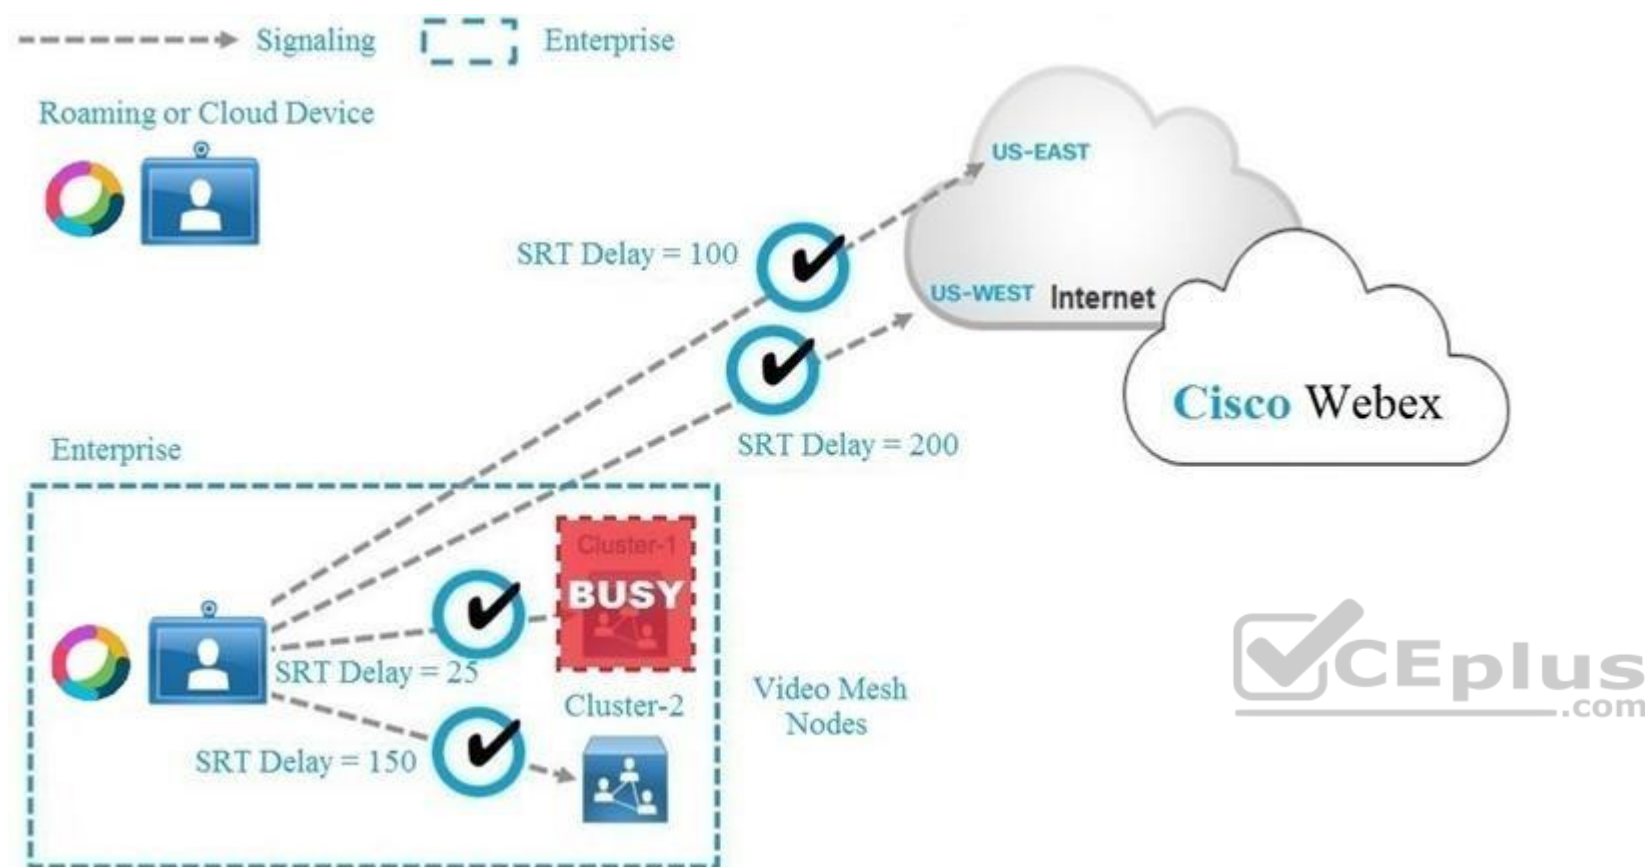 Signaling
Enterprise
Roaming or Cloud Device
US-EAST
SRT Delay = 100
US-WEST Internet
Cisco Webex
SRT Delay = 200
Enterprise
Cluster-1
BUSY
SRT Delay = 25
Cluster-2
Video Mesh
Nodes
SRT Delay = 150
VCEplus
.com